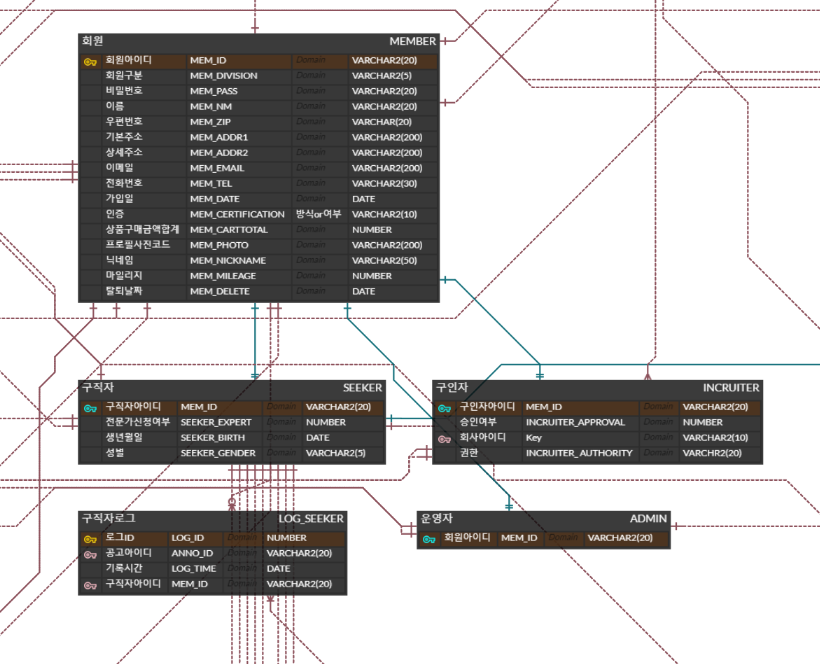 회원 MEMBER
회원아이디 MEM_ID Domain VARCHAR2(20)
회원구분 MEM_DIVISION Domain VARCHAR2(5)
비밀번호 MEM_PASS Domain VARCHAR2(20)
이름 MEM_NM Domain VARCHAR2(20)
우편번호 MEM_ZIP Domain VARCHAR(20)
기본주소 MEM_ADDR1 Domain VARCHAR2(200)
상세주소 MEM_ADDR2 Domain VARCHAR2(200)
이메일 MEM_EMAIL Domain VARCHAR2(200)
전화번호 MEM_TEL Domain VARCHAR2(30)
가입일 MEM_DATE Domain DATE
인증 MEM_CERTIFICATION 방식or여부 VARCHAR2(10)
상품구매금액합계 MEM_CARTTOTAL Domain NUMBER
프로필사진코드 MEM_PHOTO Domain VARCHAR2(200)
닉네임 MEM_NICKNAME Domain VARCHAR2(50)
마일리지 MEM_MILEAGE Domain NUMBER
탈퇴날짜 MEM_DELETE Domain DATE
구직자 SEEKER
구직자아이디 MEM_ID Domain VARCHAR2(20)
전문가신청여부 SEEKER_EXPERT Domain NUMBER
생년월일 SEEKER_BIRTH Domain DATE
성별 SEEKER_GENDER Domain VARCHAR2(5)
구인자 INCRUITER
구인자아이디 MEM_ID Domain VARCHAR2(20)
승인여부 INCRUITER_APPROVAL Domain NUMBER
회사아이디 Key Domain VARCHAR2(10)
권한 INCRUITER_AUTHORITY Domain VARCHR2(20)
구직자로그 LOG_SEEKER
로그ID LOG_ID Domain NUMBER
공고아이디 ANNO_ID Domain VARCHAR2(20)
기록시간 LOG_TIME Domain DATE
구직자아이디 MEM_ID Domain VARCHAR2(20)
운영자 ADMIN
회원아이디 MEM_ID Domain VARCHAR2(20)